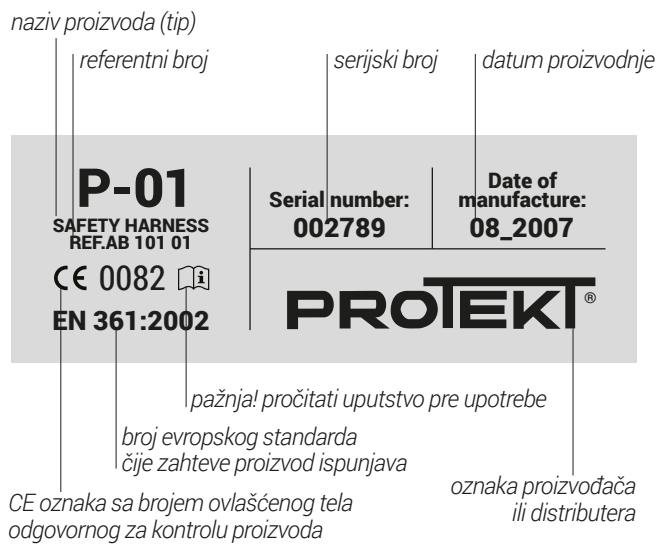 naziv proizvoda (tip)
referentni broj
serijski broj
datum proizvodnje
P-01
SAFETY HARNESS
REF.AB 101 01
CE 0082
EN 361:2002
Serial number:
002789
Date of
manufacture:
08_2007
PROTEKT®
pažnja! pročitati uputstvo pre upotrebe
broj evropskog standarda
čije zahteve proizvod ispunjava
CE oznaka sa brojem ovlašćenog tela
odgovornog za kontrolu proizvoda
oznaka proizvođača
ili distributera